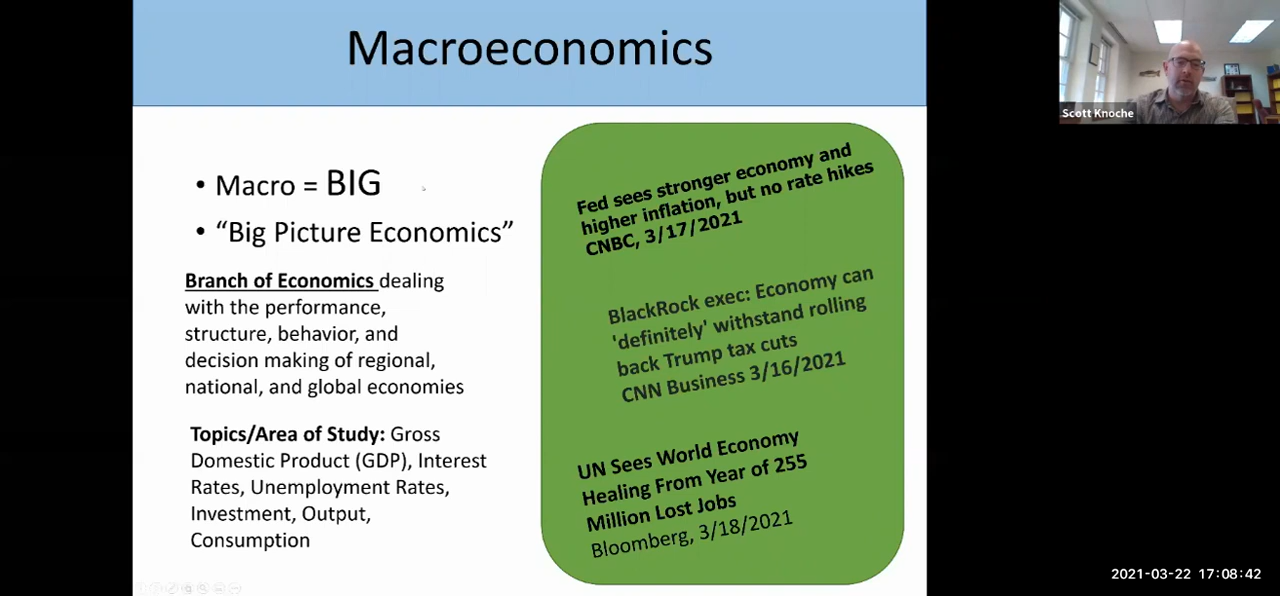 Macroeconomics
• Macro = BIG
• “Big Picture Economics”
Branch of Economics dealing
with the performance,
structure, behavior, and
decision making of regional,
national, and global economies
Topics/Area of Study: Gross
Domestic Product (GDP), Interest
Rates, Unemployment Rates,
Investment, Output,
Consumption
Fed sees stronger economy and
higher inflation, but no rate hikes
CNBC, 3/17/2021
BlackRock exec: Economy can
'definitely' withstand rolling
back Trump tax cuts
CNN Business 3/16/2021
UN Sees World Economy
Healing From Year of 255
Million Lost Jobs
Bloomberg, 3/18/2021
Scott Knoche
2021-03-22 17:08:42